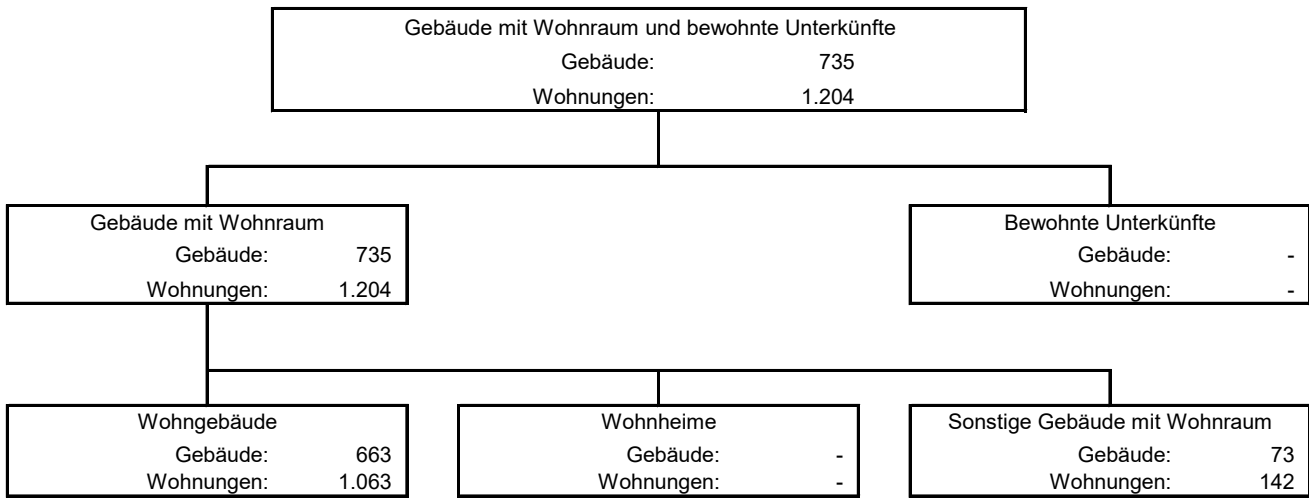 Gebäude mit Wohnraum und bewohnte Unterkünfte
Gebäude: 735
Wohnungen: 1.204
Gebäude mit Wohnraum
Gebäude: 735
Wohnungen: 1.204
Bewohnte Unterkünfte
Gebäude: -
Wohnungen: -
Wohngebäude
Gebäude: 663
Wohnungen: 1.063
Wohnheime
Gebäude: -
Wohnungen: -
Sonstige Gebäude mit Wohnraum
Gebäude: 73
Wohnungen: 142